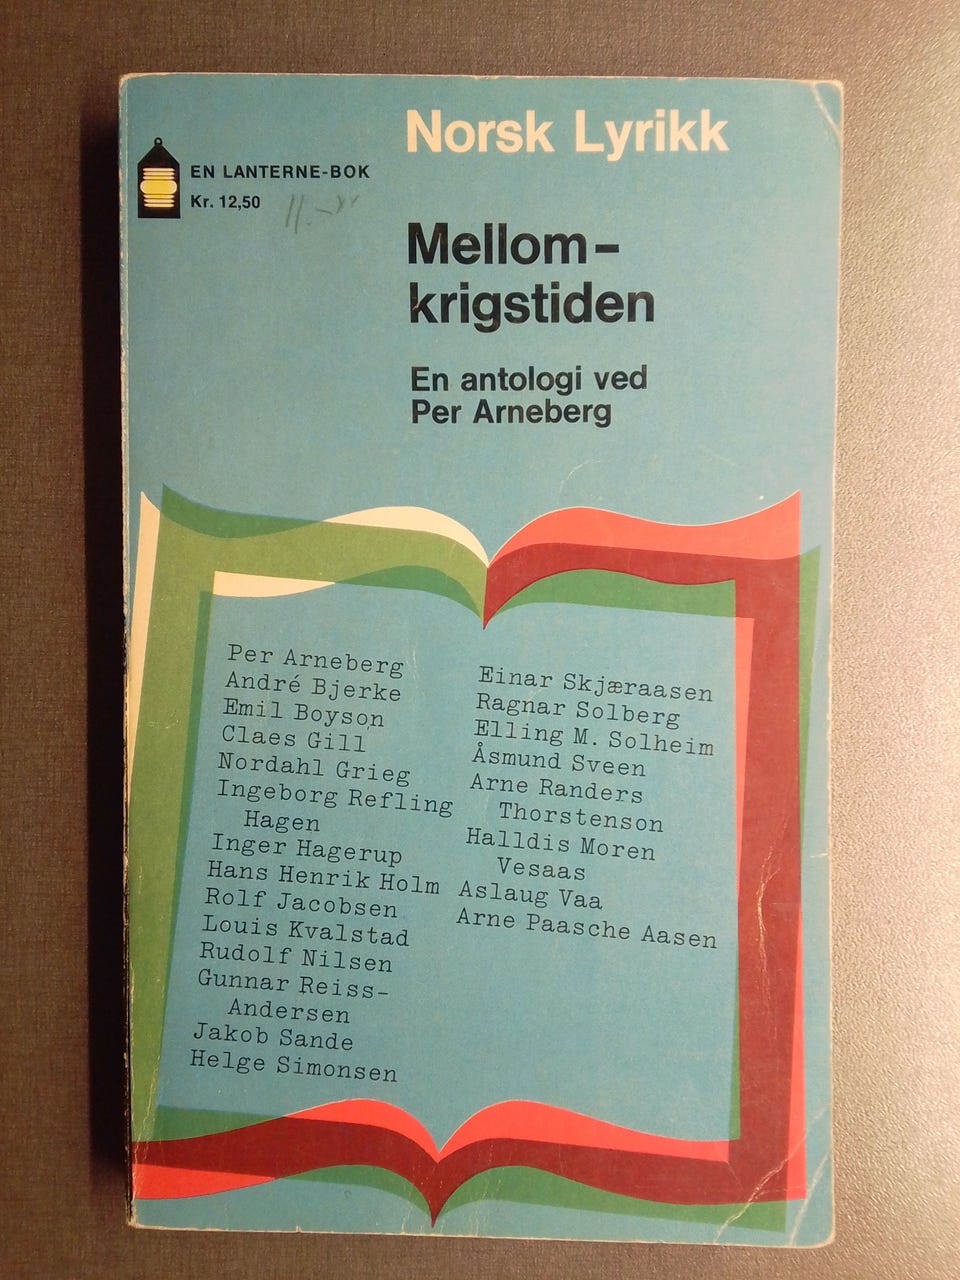 Norsk Lyrikk
EN LANTERNE-BOK
Kr. 12,50
11.-
Mellom-
krigstiden
En antologi ved
Per Arneberg
Per Arneberg
André Bjerke
Emil Boyson
Claes Gill
Nordahl Grieg
Ingeborg Refling
Hagen
Inger Hagerup
Hans Henrik Holm
Rolf Jacobsen
Louis Kvalstad
Rudolf Nilsen
Gunnar Reiss-
Andersen
Jakob Sande
Helge Simonsen
Einar Skjæraasen
Ragnar Solberg
Elling M. Solheim
Åsmund Sveen
Arne Randers
Thorstenson
Halldis Moren
Vesaas
Aslaug Vaa
Arne Paasche Aasen